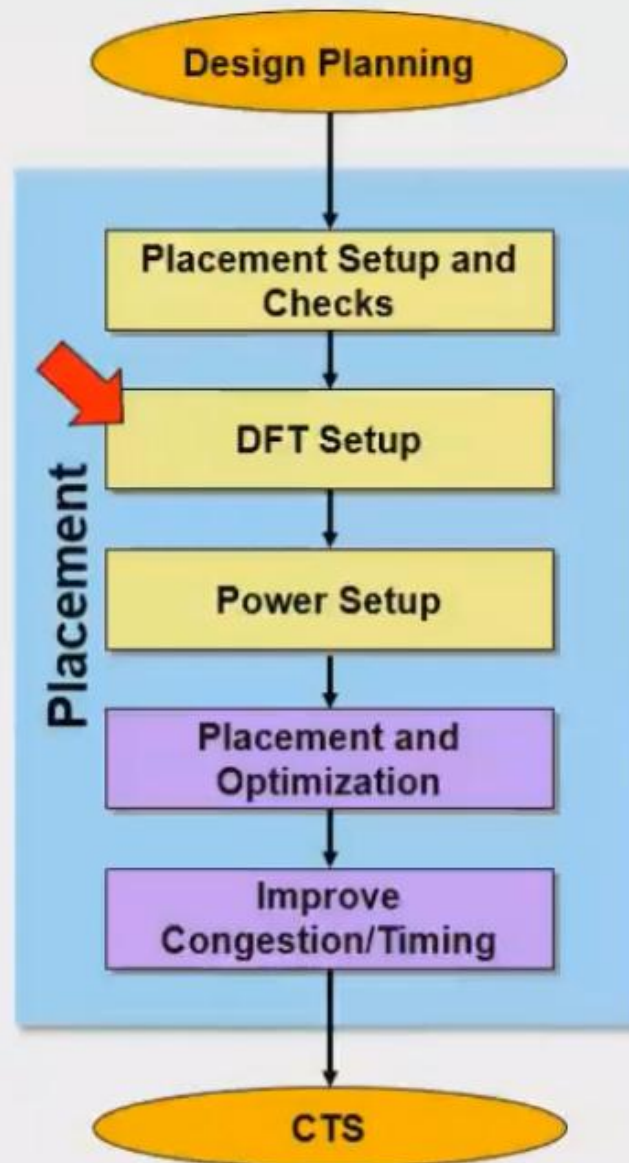 Design Planning
Placement Setup and
Checks
DFT Setup
Placement
Power Setup
Placement and
Optimization
Improve
Congestion/Timing
CTS